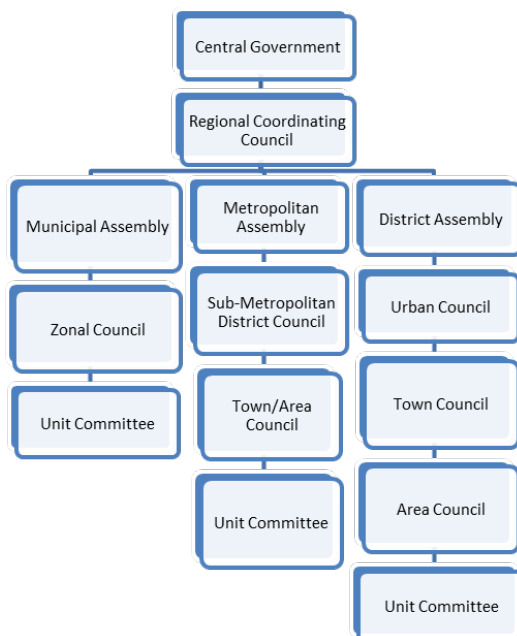 Central Government
Regional Coordinating
Council
Municipal Assembly
Zonal Council
Unit Committee
Metropolitan
Assembly
Sub-Metropolitan
District Council
Town/Area
Council
Unit Committee
District Assembly
Urban Council
Town Council
Area Council
Unit Committee